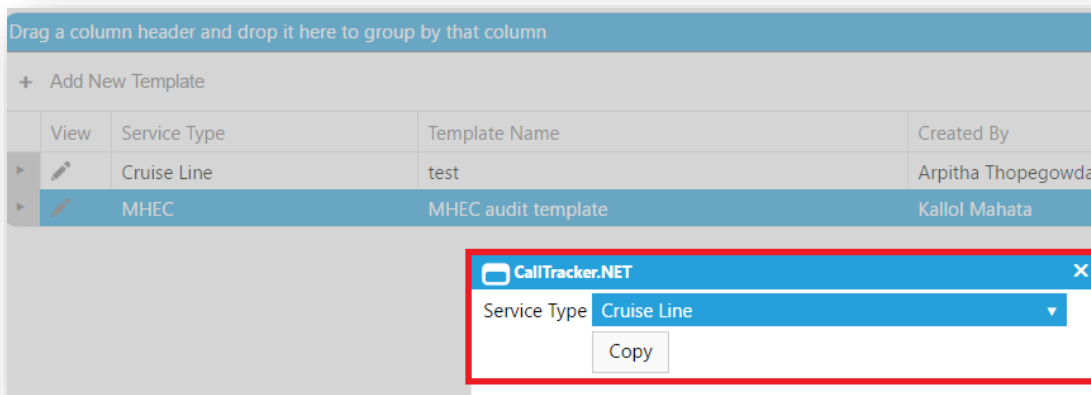 Drag a column header and drop it here to group by that column
+ Add New Template
View Service Type Template Name Created By
Cruise Line test Arpitha Thopegowda
MHEC MHEC audit template Kallol Mahata
CallTracker.NET
Service Type Cruise Line
Copy